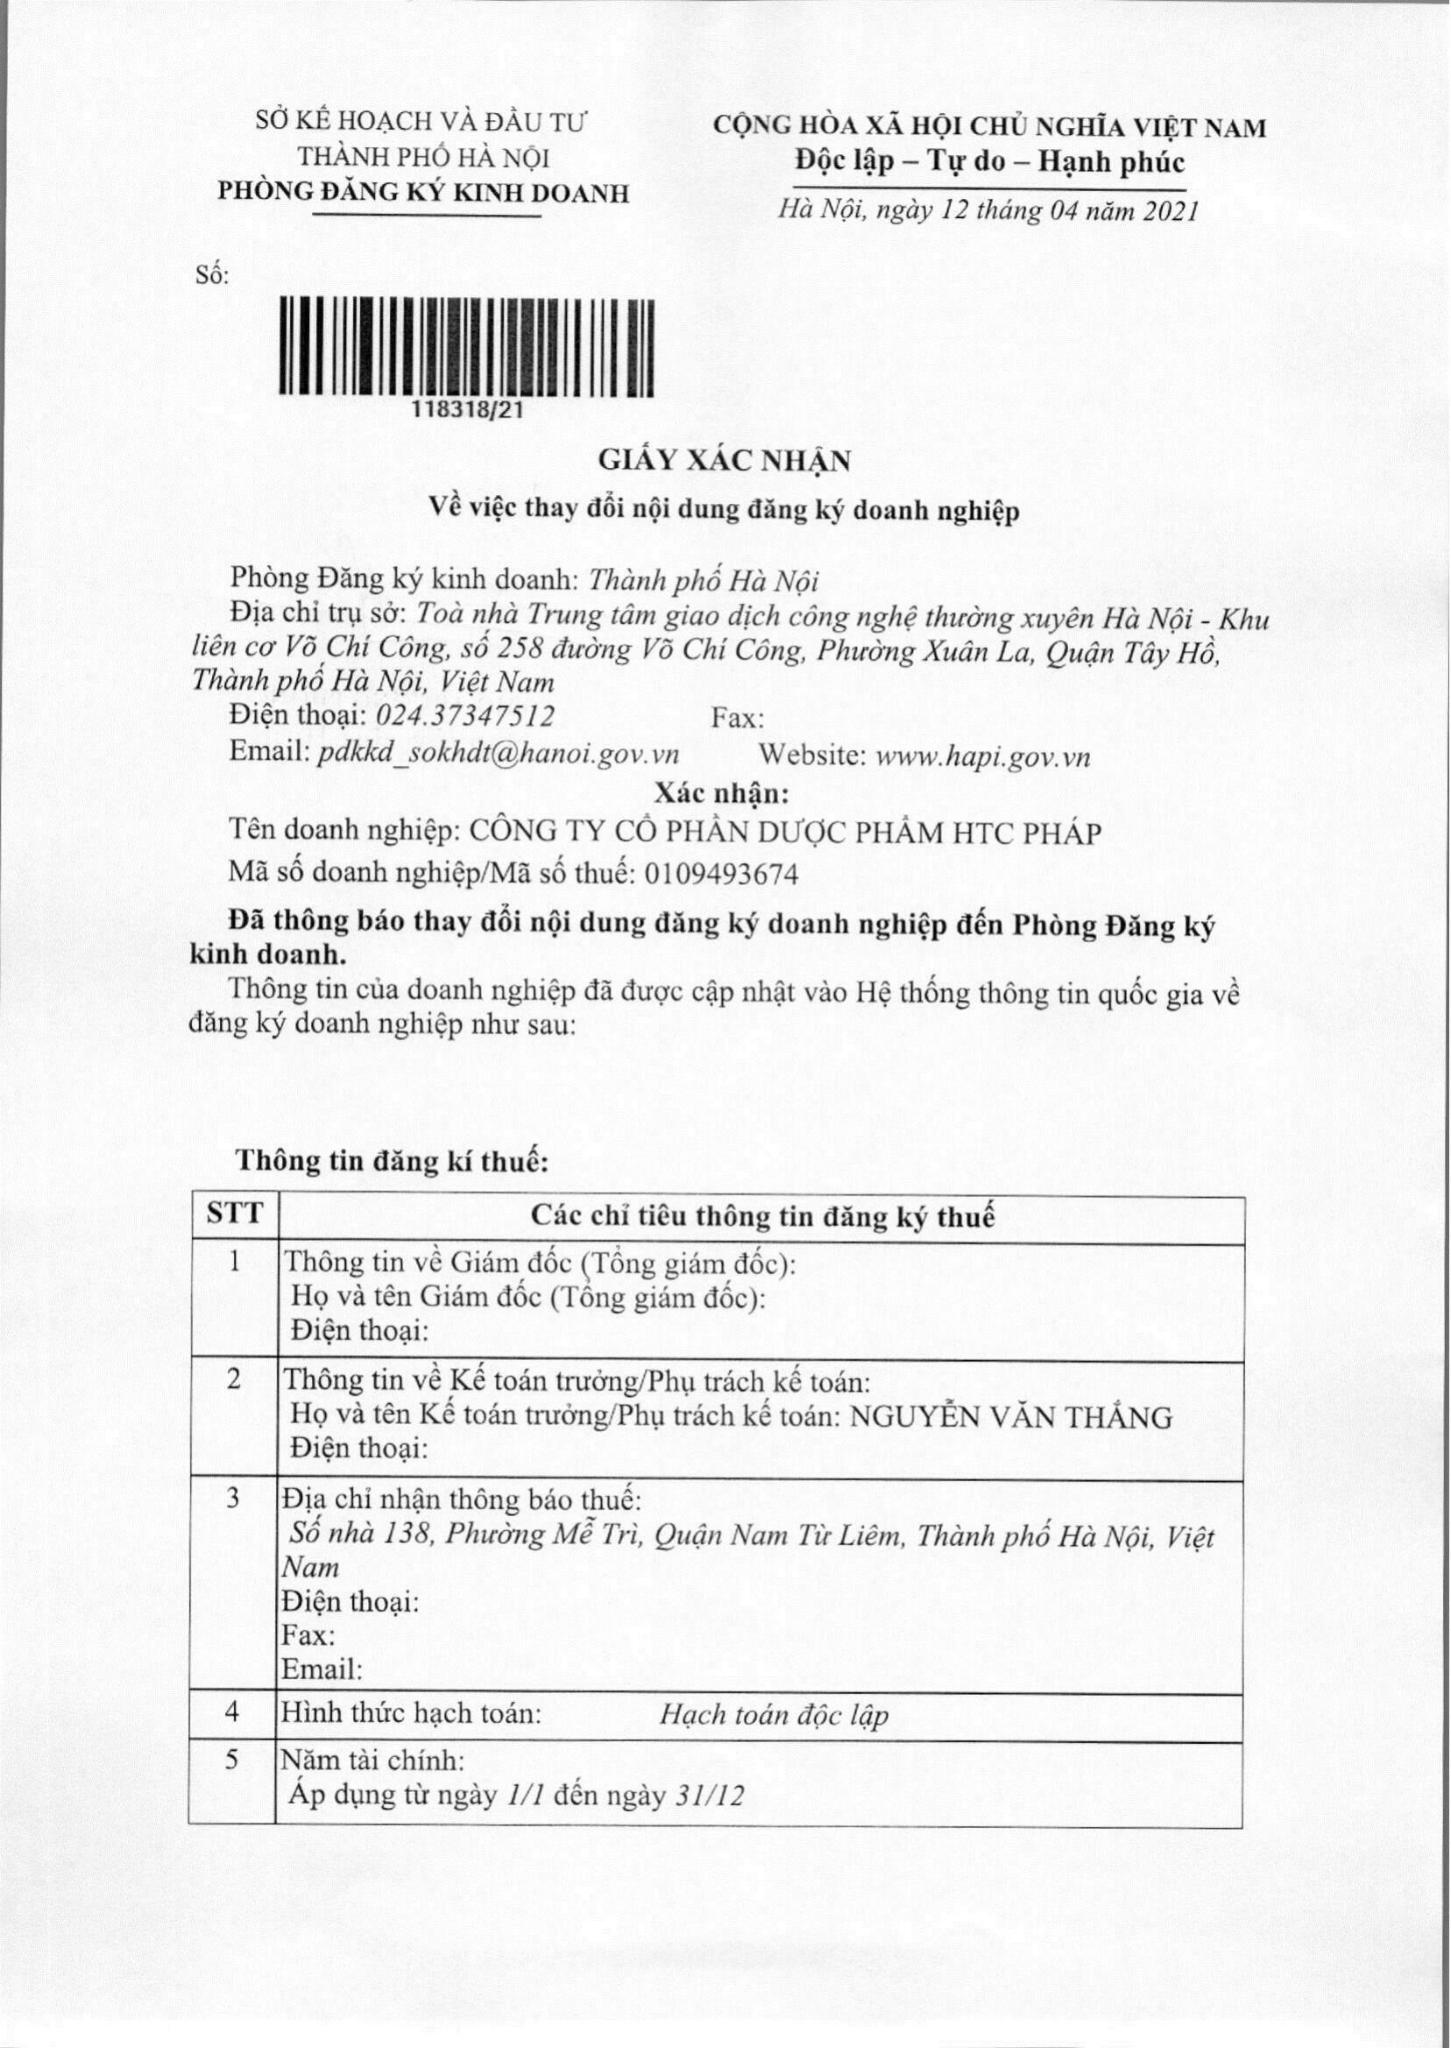 SỞ KẾ HOẠCH VÀ ĐẦU TƯ
THÀNH PHỐ HÀ NỘI
PHÒNG ĐĂNG KÝ KINH DOANH
CỘNG HÒA XÃ HỘI CHỦ NGHĨA VIỆT NAM
Độc lập – Tự do – Hạnh phúc
Hà Nội, ngày 12 tháng 04 năm 2021
Số:
118318/21
GIẤY XÁC NHẬN
Về việc thay đổi nội dung đăng ký doanh nghiệp
Phòng Đăng ký kinh doanh: Thành phố Hà Nội
Địa chỉ trụ sở: Toà nhà Trung tâm giao dịch công nghệ thường xuyên Hà Nội - Khu
liên cơ Võ Chí Công, số 258 đường Võ Chí Công, Phường Xuân La, Quận Tây Hồ,
Thành phố Hà Nội, Việt Nam
Điện thoại: 024.37347512 Fax:
Email: pdkkd_sokhdt@hanoi.gov.vn Website: www.hapi.gov.vn
Xác nhận:
Tên doanh nghiệp: CÔNG TY CỔ PHẦN DƯỢC PHẨM HTC PHÁP
Mã số doanh nghiệp/Mã số thuế: 0109493674
Đã thông báo thay đổi nội dung đăng ký doanh nghiệp đến Phòng Đăng ký
kinh doanh.
Thông tin của doanh nghiệp đã được cập nhật vào Hệ thống thông tin quốc gia về
đăng ký doanh nghiệp như sau:
Thông tin đăng kí thuế:
STT Các chỉ tiêu thông tin đăng ký thuế
1 Thông tin về Giám đốc (Tổng giám đốc):
Họ và tên Giám đốc (Tổng giám đốc):
Điện thoại:
2 Thông tin về Kế toán trưởng/Phụ trách kế toán:
Họ và tên Kế toán trưởng/Phụ trách kế toán: NGUYỄN VĂN THẮNG
Điện thoại:
3 Địa chỉ nhận thông báo thuế:
Số nhà 138, Phường Mễ Trì, Quận Nam Từ Liêm, Thành phố Hà Nội, Việt
Nam
Điện thoại:
Fax:
Email:
4 Hình thức hạch toán: Hạch toán độc lập
5 Năm tài chính:
Áp dụng từ ngày 1/1 đến ngày 31/12